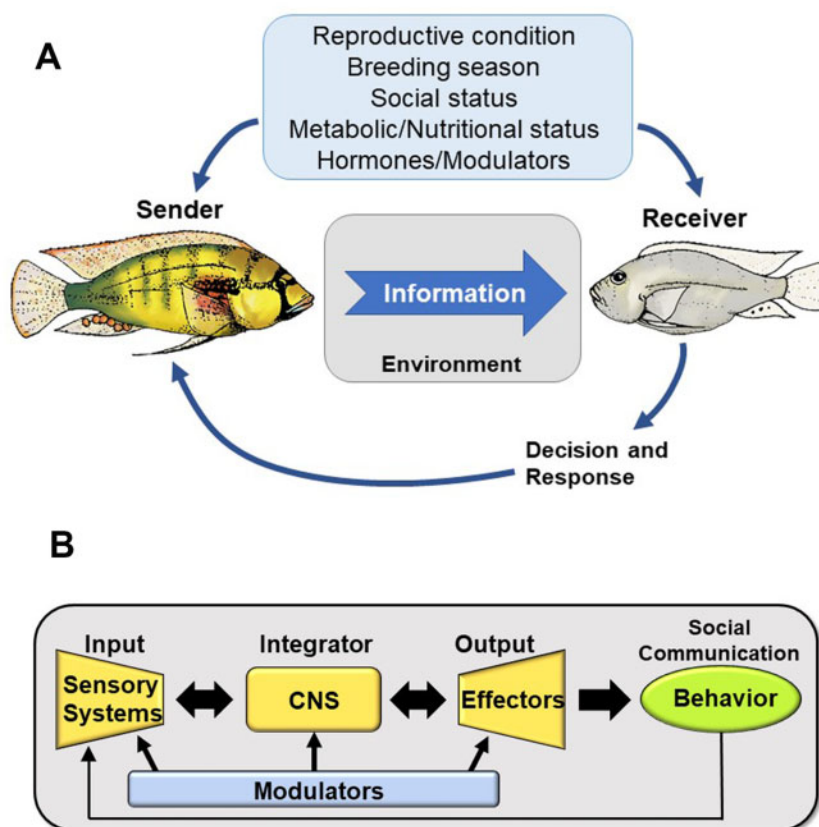 A
Reproductive condition
Breeding season
Social status
Metabolic/Nutritional status
Hormones/Modulators
Sender
Receiver
Information
Environment
Decision and
Response
B
Input
Integrator
Output
Social
Communication
Sensory
Systems
CNS
Effectors
Behavior
Modulators